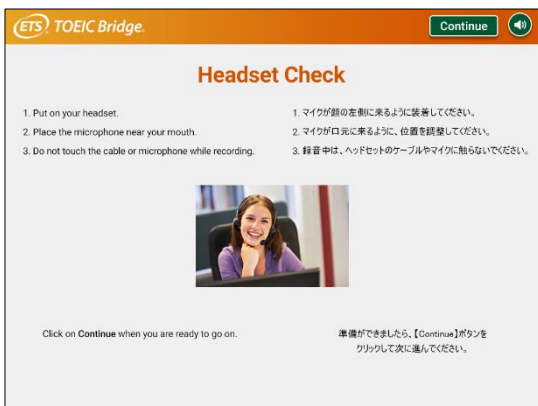 ETS TOEIC Bridge.
Continue
Headset Check
1. Put on your headset.
2. Place the microphone near your mouth.
3. Do not touch the cable or microphone while recording.
1. マイクが顔の左側に来るように装着してください。
2. マイクが口元に来るように、位置を調整してください。
3. 録音中は、ヘッドセットのケーブルやマイクに触らないでください。
Click on Continue when you are ready to go on.
準備ができましたら、【Continue】ボタンを
クリックして次に進んでください。